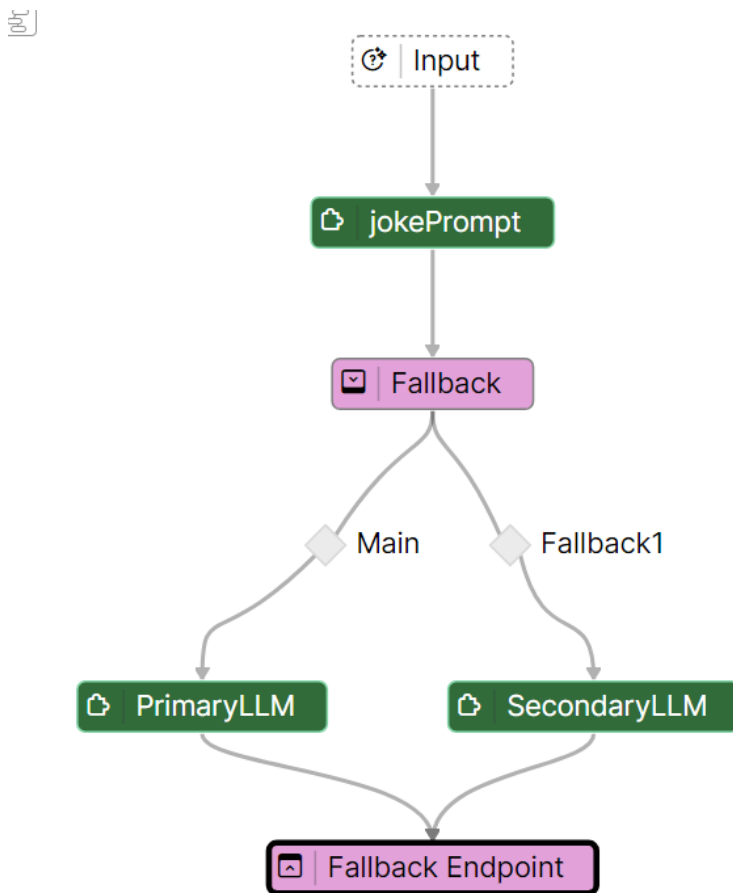 Input
jokePrompt
Fallback
Main
Fallback1
PrimaryLLM
SecondaryLLM
Fallback Endpoint